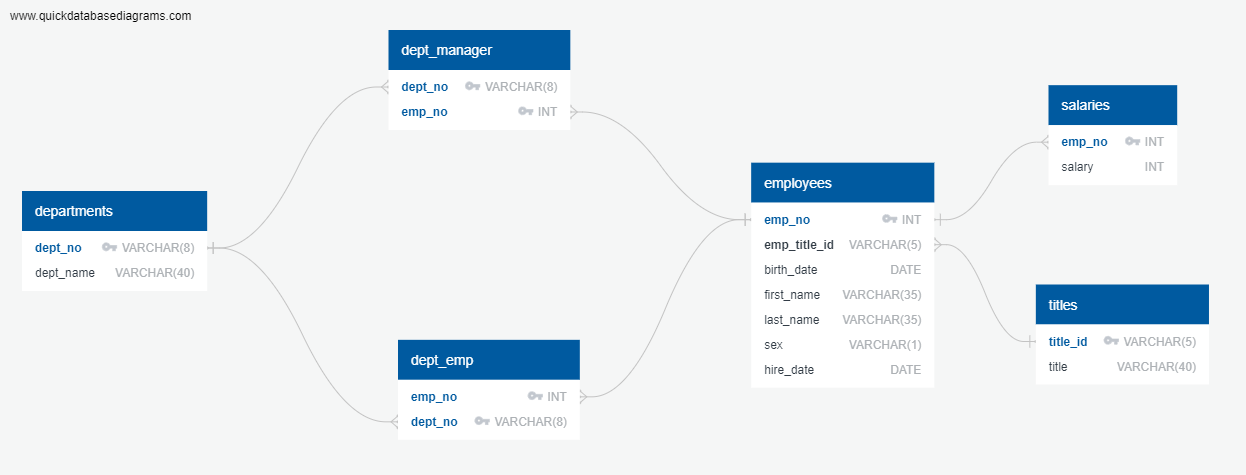 www.quickdatabasediagrams.com
dept_manager
dept_no VARCHAR(8)
emp_no INT
departments
dept_no VARCHAR(8)
dept_name VARCHAR(40)
dept_emp
emp_no INT
dept_no VARCHAR(8)
employees
emp_no INT
emp_title_id VARCHAR(5)
birth_date DATE
first_name VARCHAR(35)
last_name VARCHAR(35)
sex VARCHAR(1)
hire_date DATE
salaries
emp_no INT
salary INT
titles
title_id VARCHAR(5)
title VARCHAR(40)